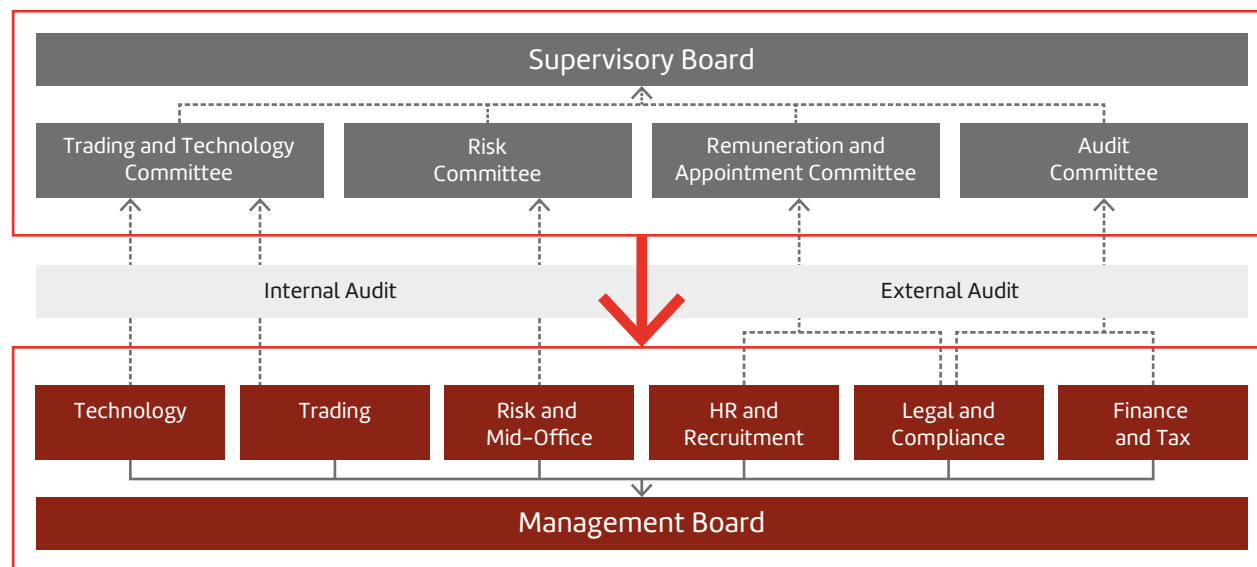 Supervisory Board
Trading and Technology
Committee
Risk
Committee
Remuneration and
Appointment Committee
Audit
Committee
Internal Audit
External Audit
Technology
Trading
Risk and
Mid-Office
HR and
Recruitment
Legal and
Compliance
Finance
and Tax
Management Board